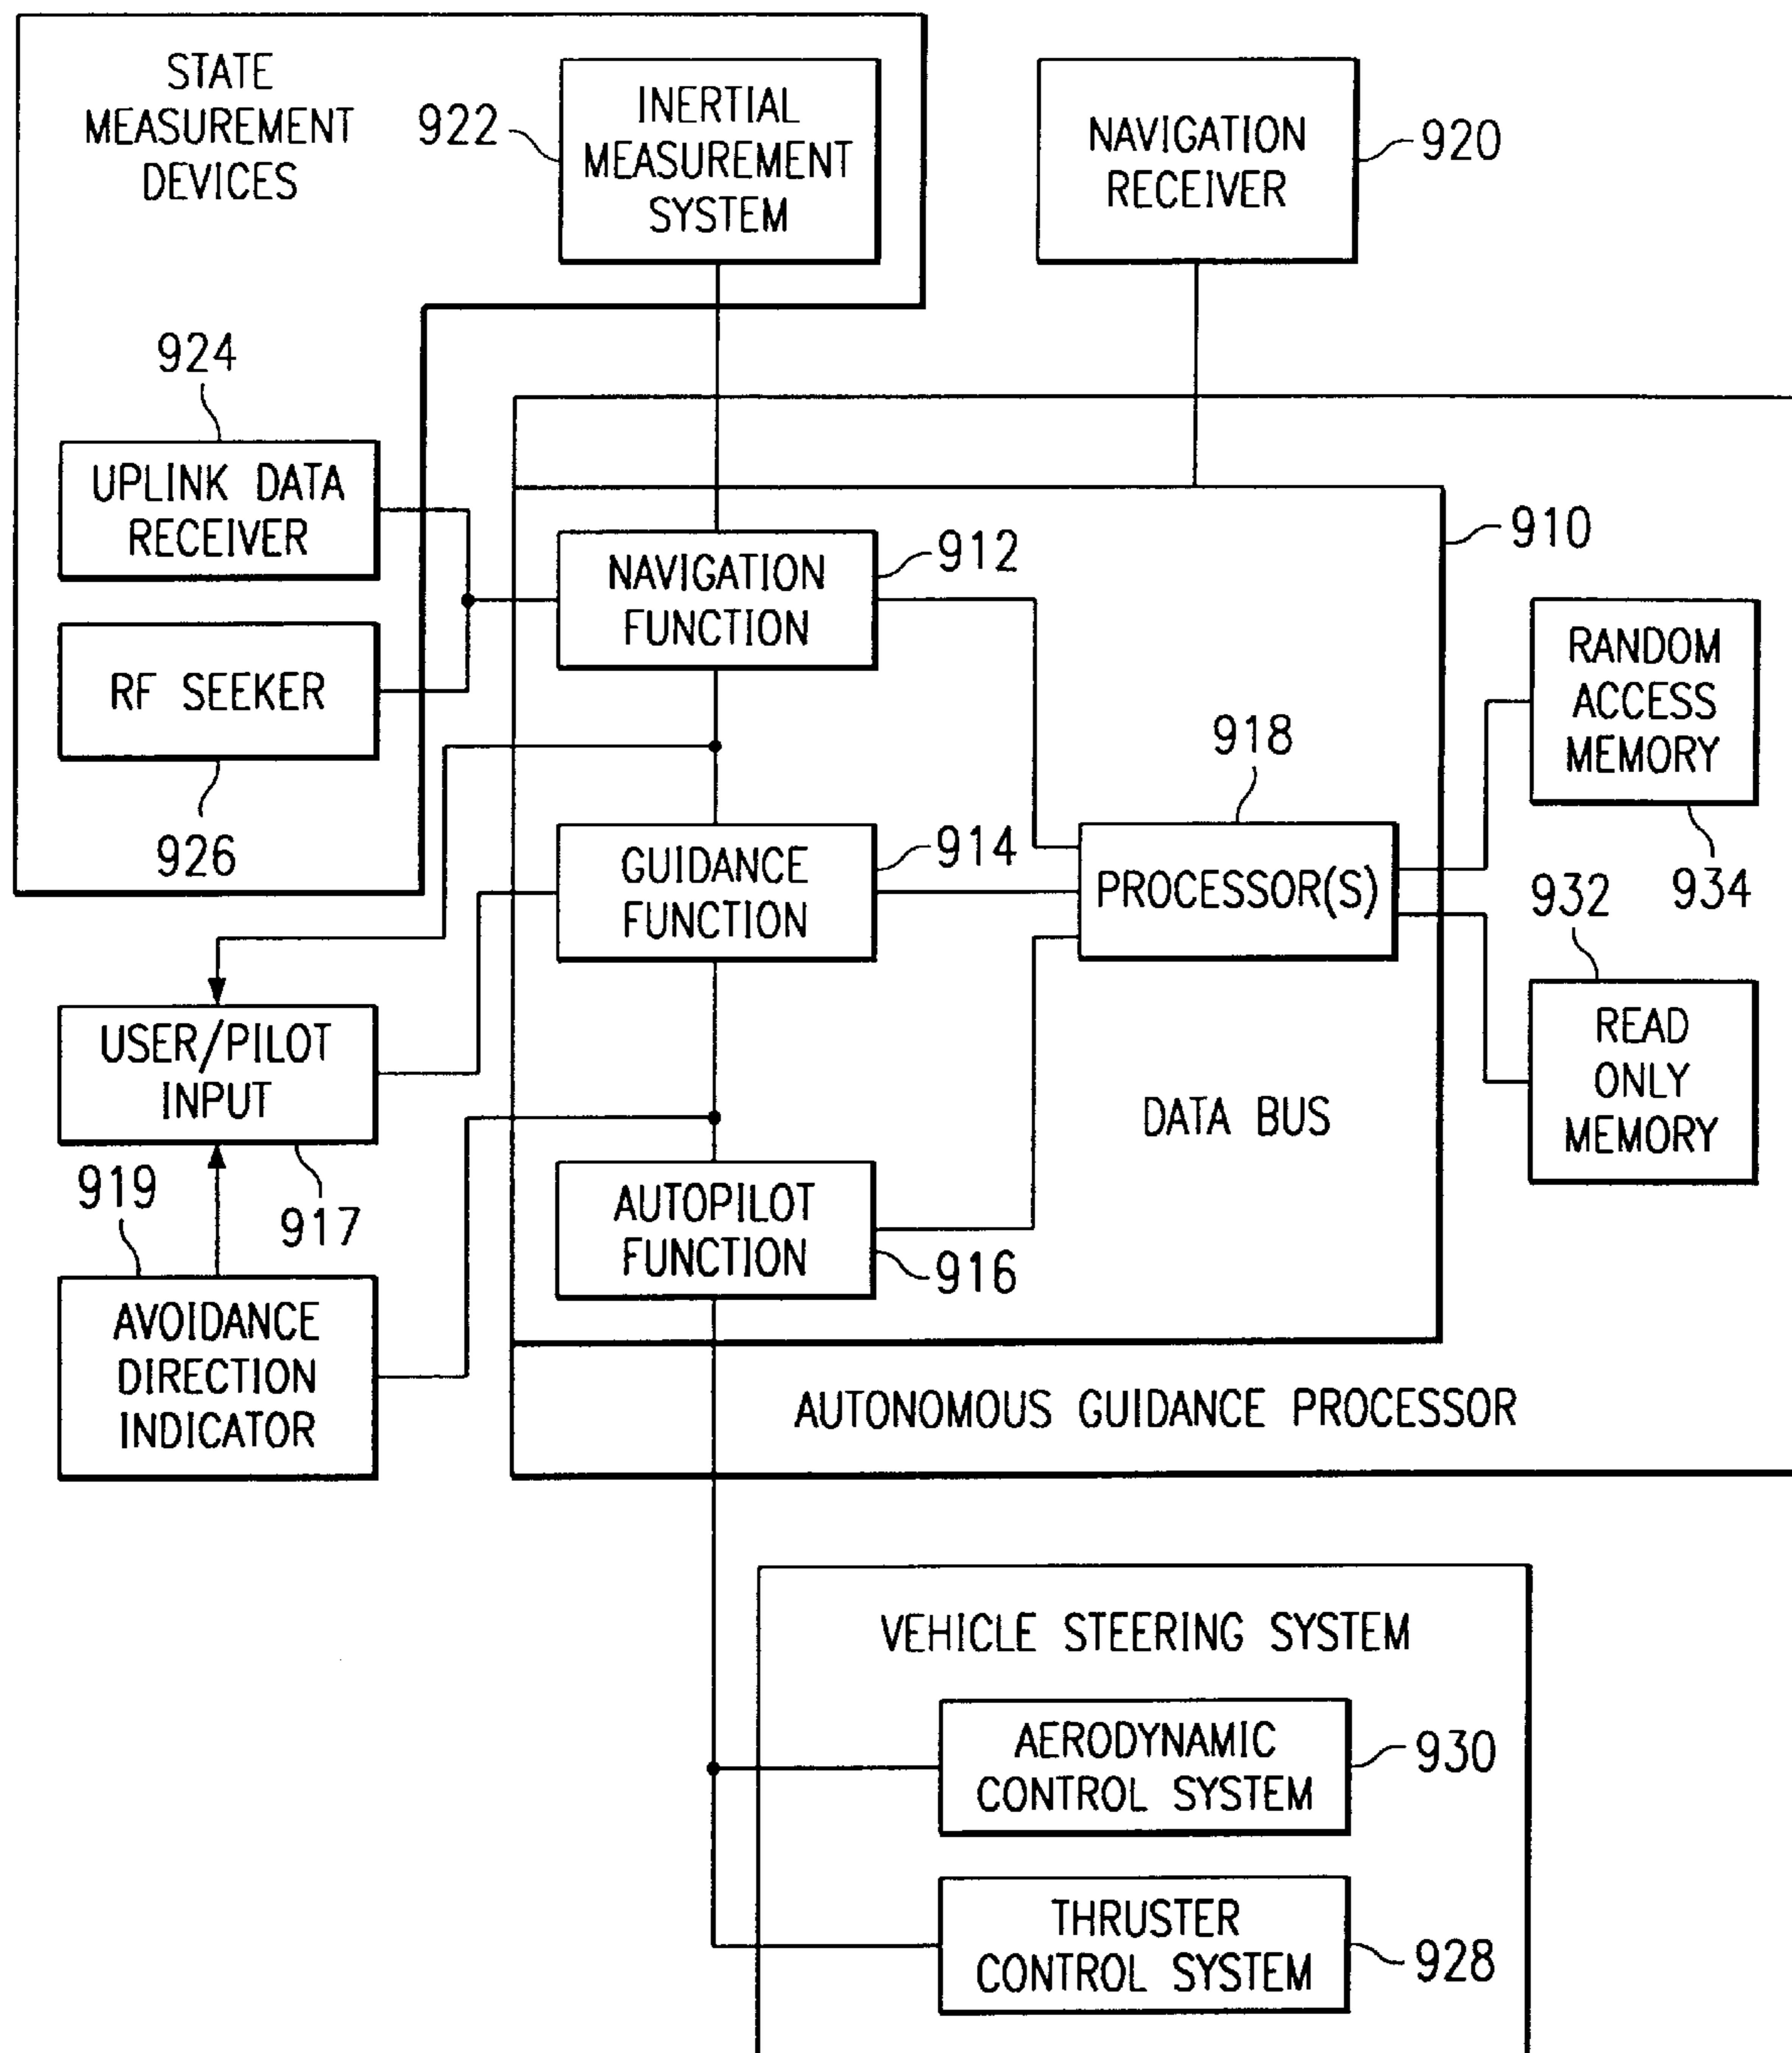 STATE
MEASUREMENT
DEVICES
922
INERTIAL
MEASUREMENT
SYSTEM
NAVIGATION
RECEIVER
920
924
UPLINK DATA
RECEIVER
RF SEEKER
926
NAVIGATION
FUNCTION
912
910
RANDOM
ACCESS
MEMORY
934
918
PROCESSOR(S)
GUIDANCE
FUNCTION
914
932
READ
ONLY
MEMORY
USER/PILOT
INPUT
917
DATA BUS
919
AVOIDANCE
DIRECTION
INDICATOR
AUTOPILOT
FUNCTION
916
AUTONOMOUS GUIDANCE PROCESSOR
VEHICLE STEERING SYSTEM
AERODYNAMIC
CONTROL SYSTEM
930
THRUSTER
CONTROL SYSTEM
928